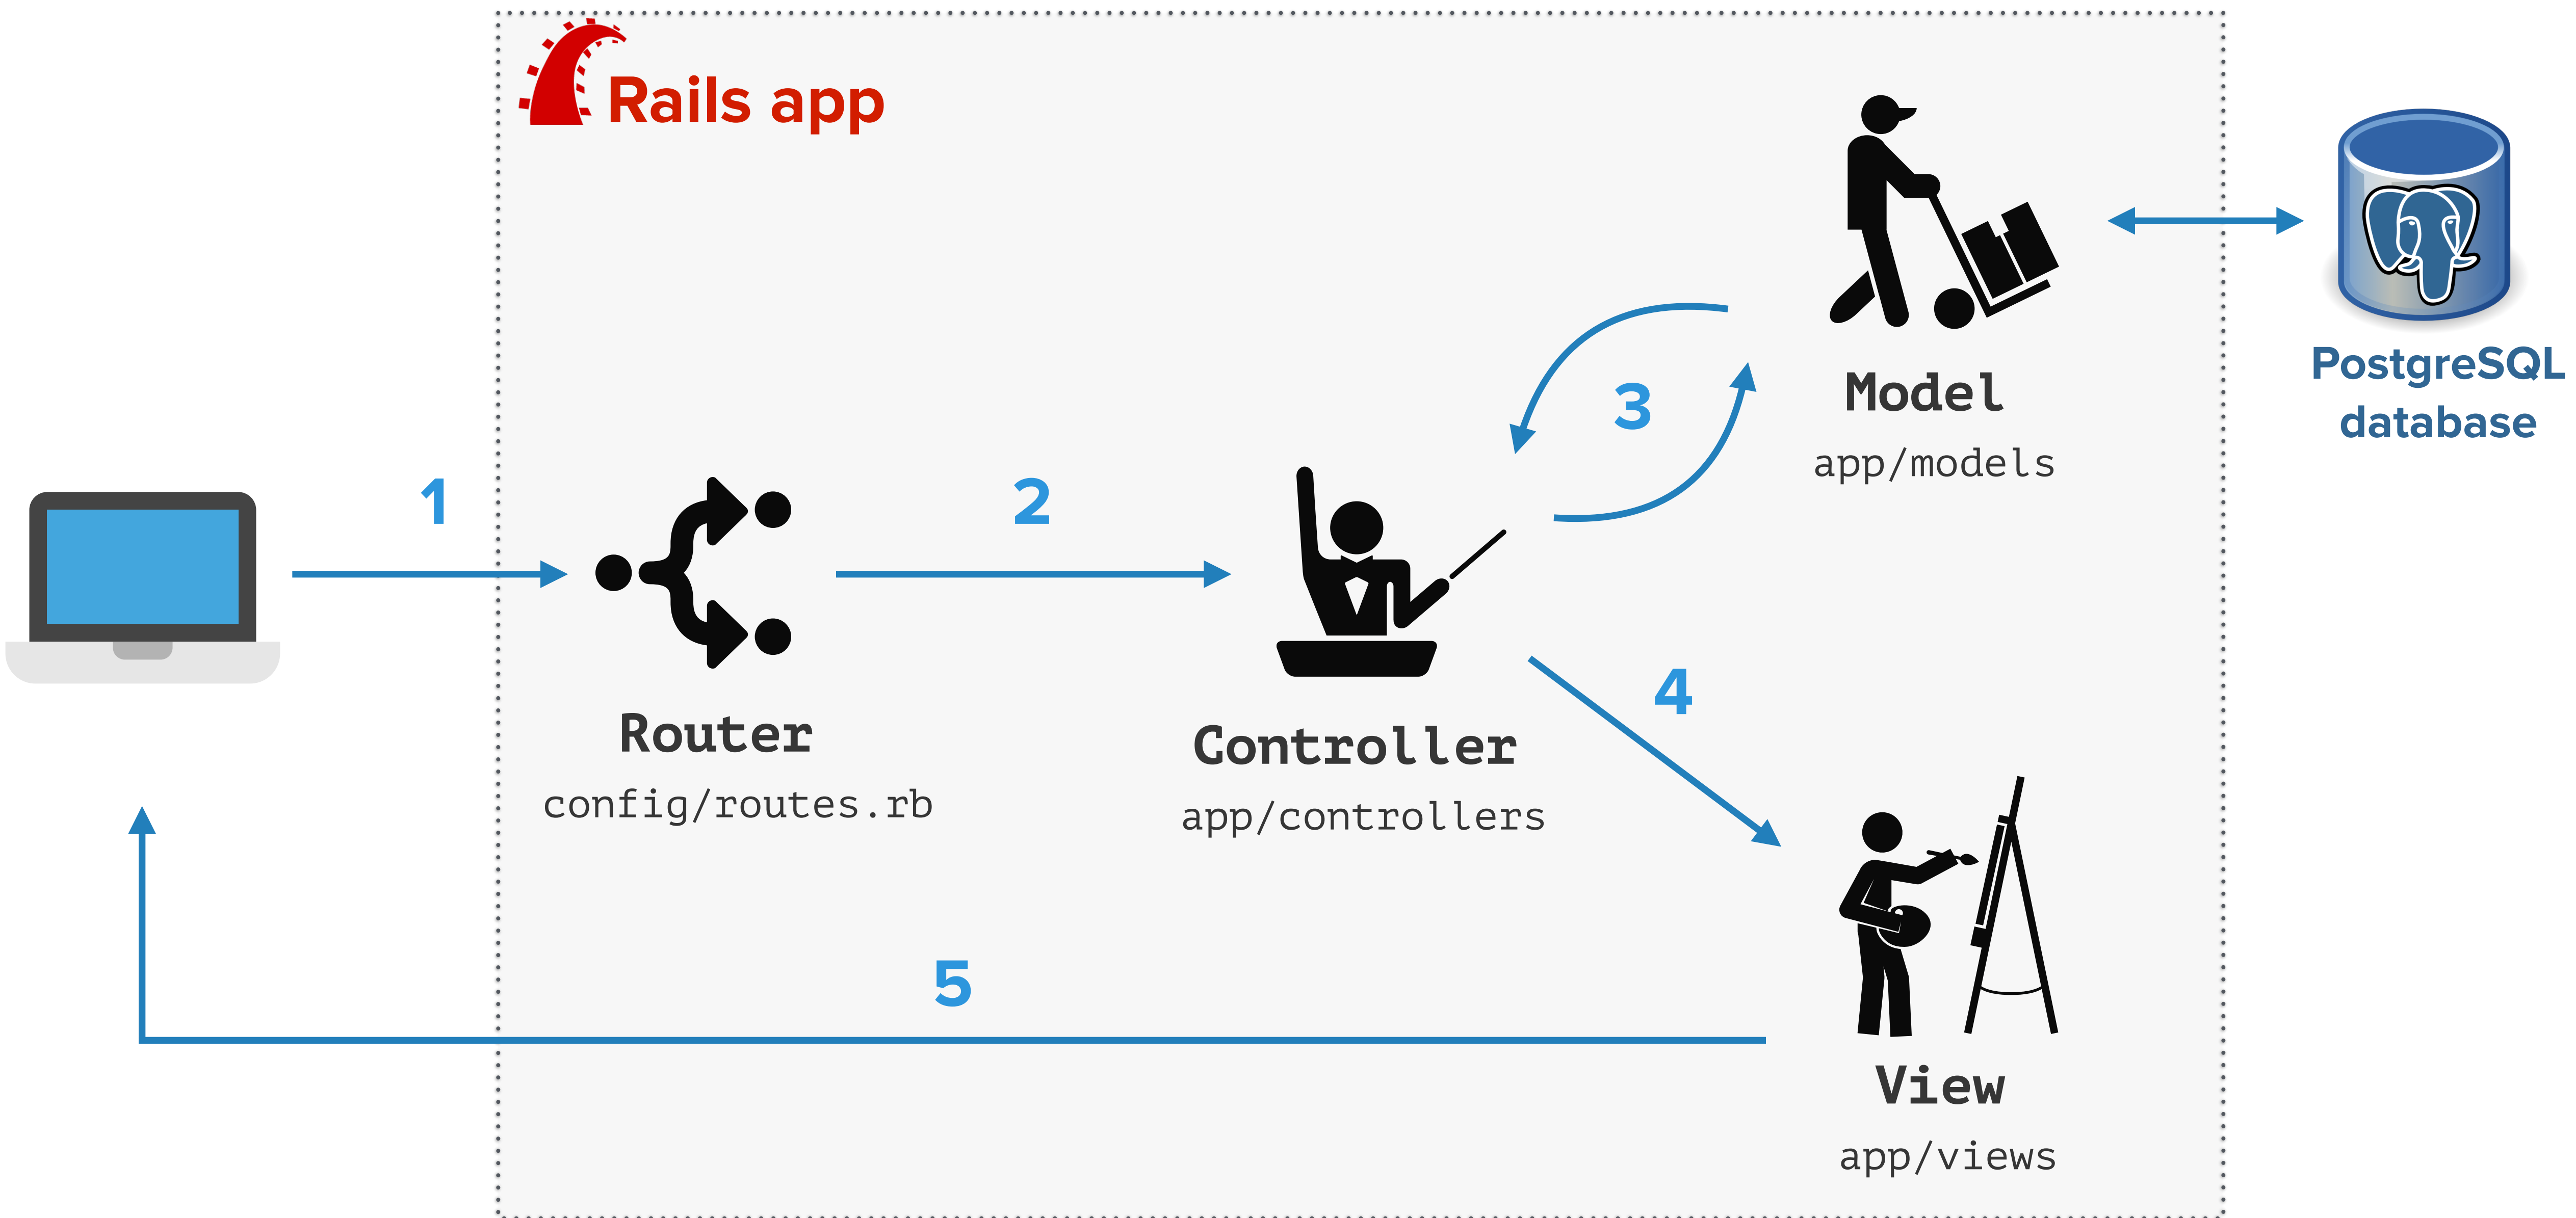 Rails app
1
Router
config/routes.rb
2
Controller
app/controllers
3
Model
app/models
PostgreSQL
database
4
View
app/views
5